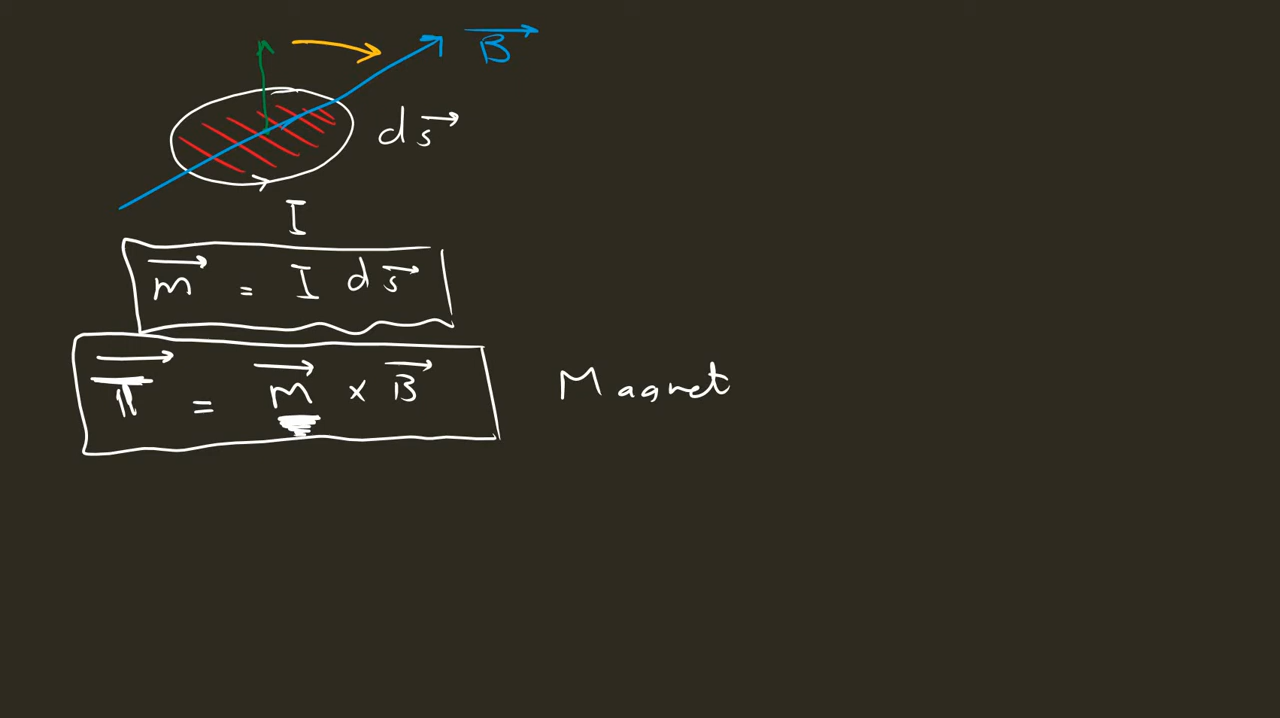 B⃗
ds⃗
I
m⃗ = I ds⃗
τ⃗ = m⃗ × B⃗
Magnet